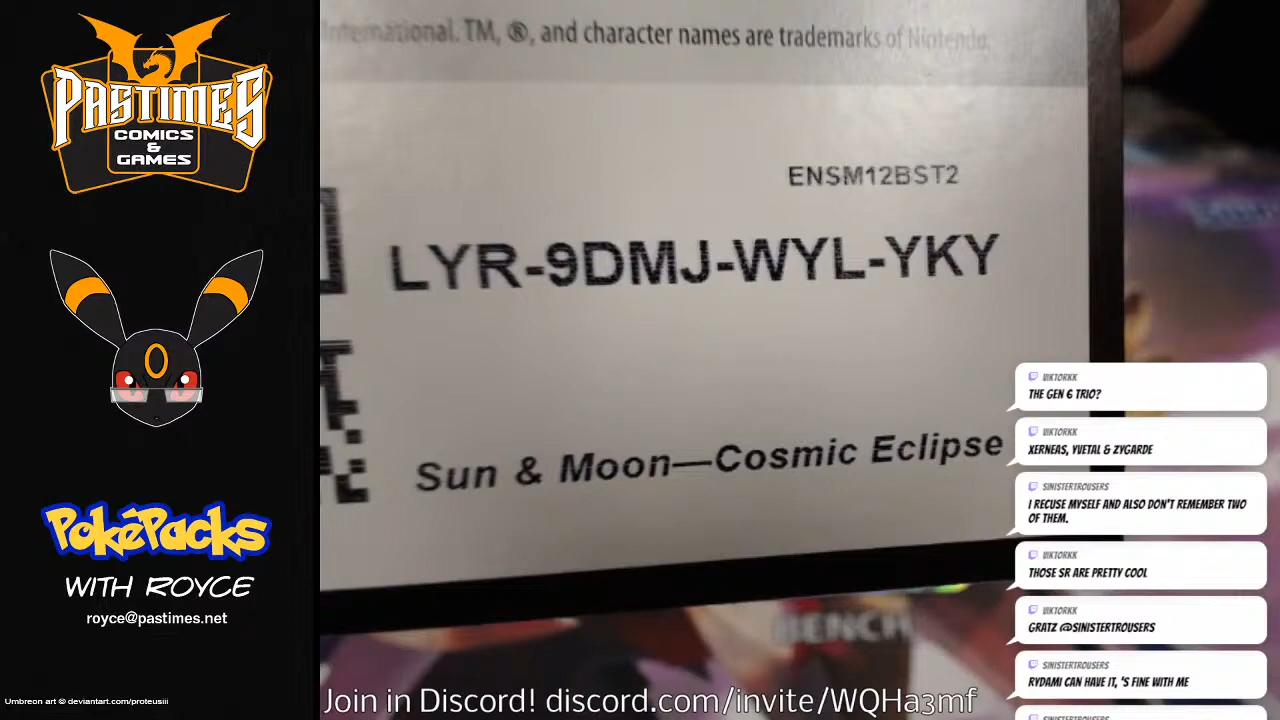 PASTIMES
COMICS
&
GAMES
PokéPacks
WITH ROYCE
royce@pastimes.net
Umbreon art © deviantart.com/proteusiii
International. TM, ®, and character names are trademarks of Nintendo.
ENSM12BST2
LYR-9DMJ-WYL-YKY
Sun & Moon—Cosmic Eclipse
BENCH
VIKTORKK
THE GEN 6 TRIO?
VIKTORKK
XERNEAS, YVETAL & ZYGARDE
SINISTERTROUSERS
I RECUSE MYSELF AND ALSO DON'T REMEMBER TWO
OF THEM.
VIKTORKK
THOSE SR ARE PRETTY COOL
VIKTORKK
GRATZ @SINISTERTROUSERS
SINISTERTROUSERS
RYDAMI CAN HAVE IT, 'S FINE WITH ME
SINISTERTROUSERS
Join in Discord! discord.com/invite/WQHa3mf